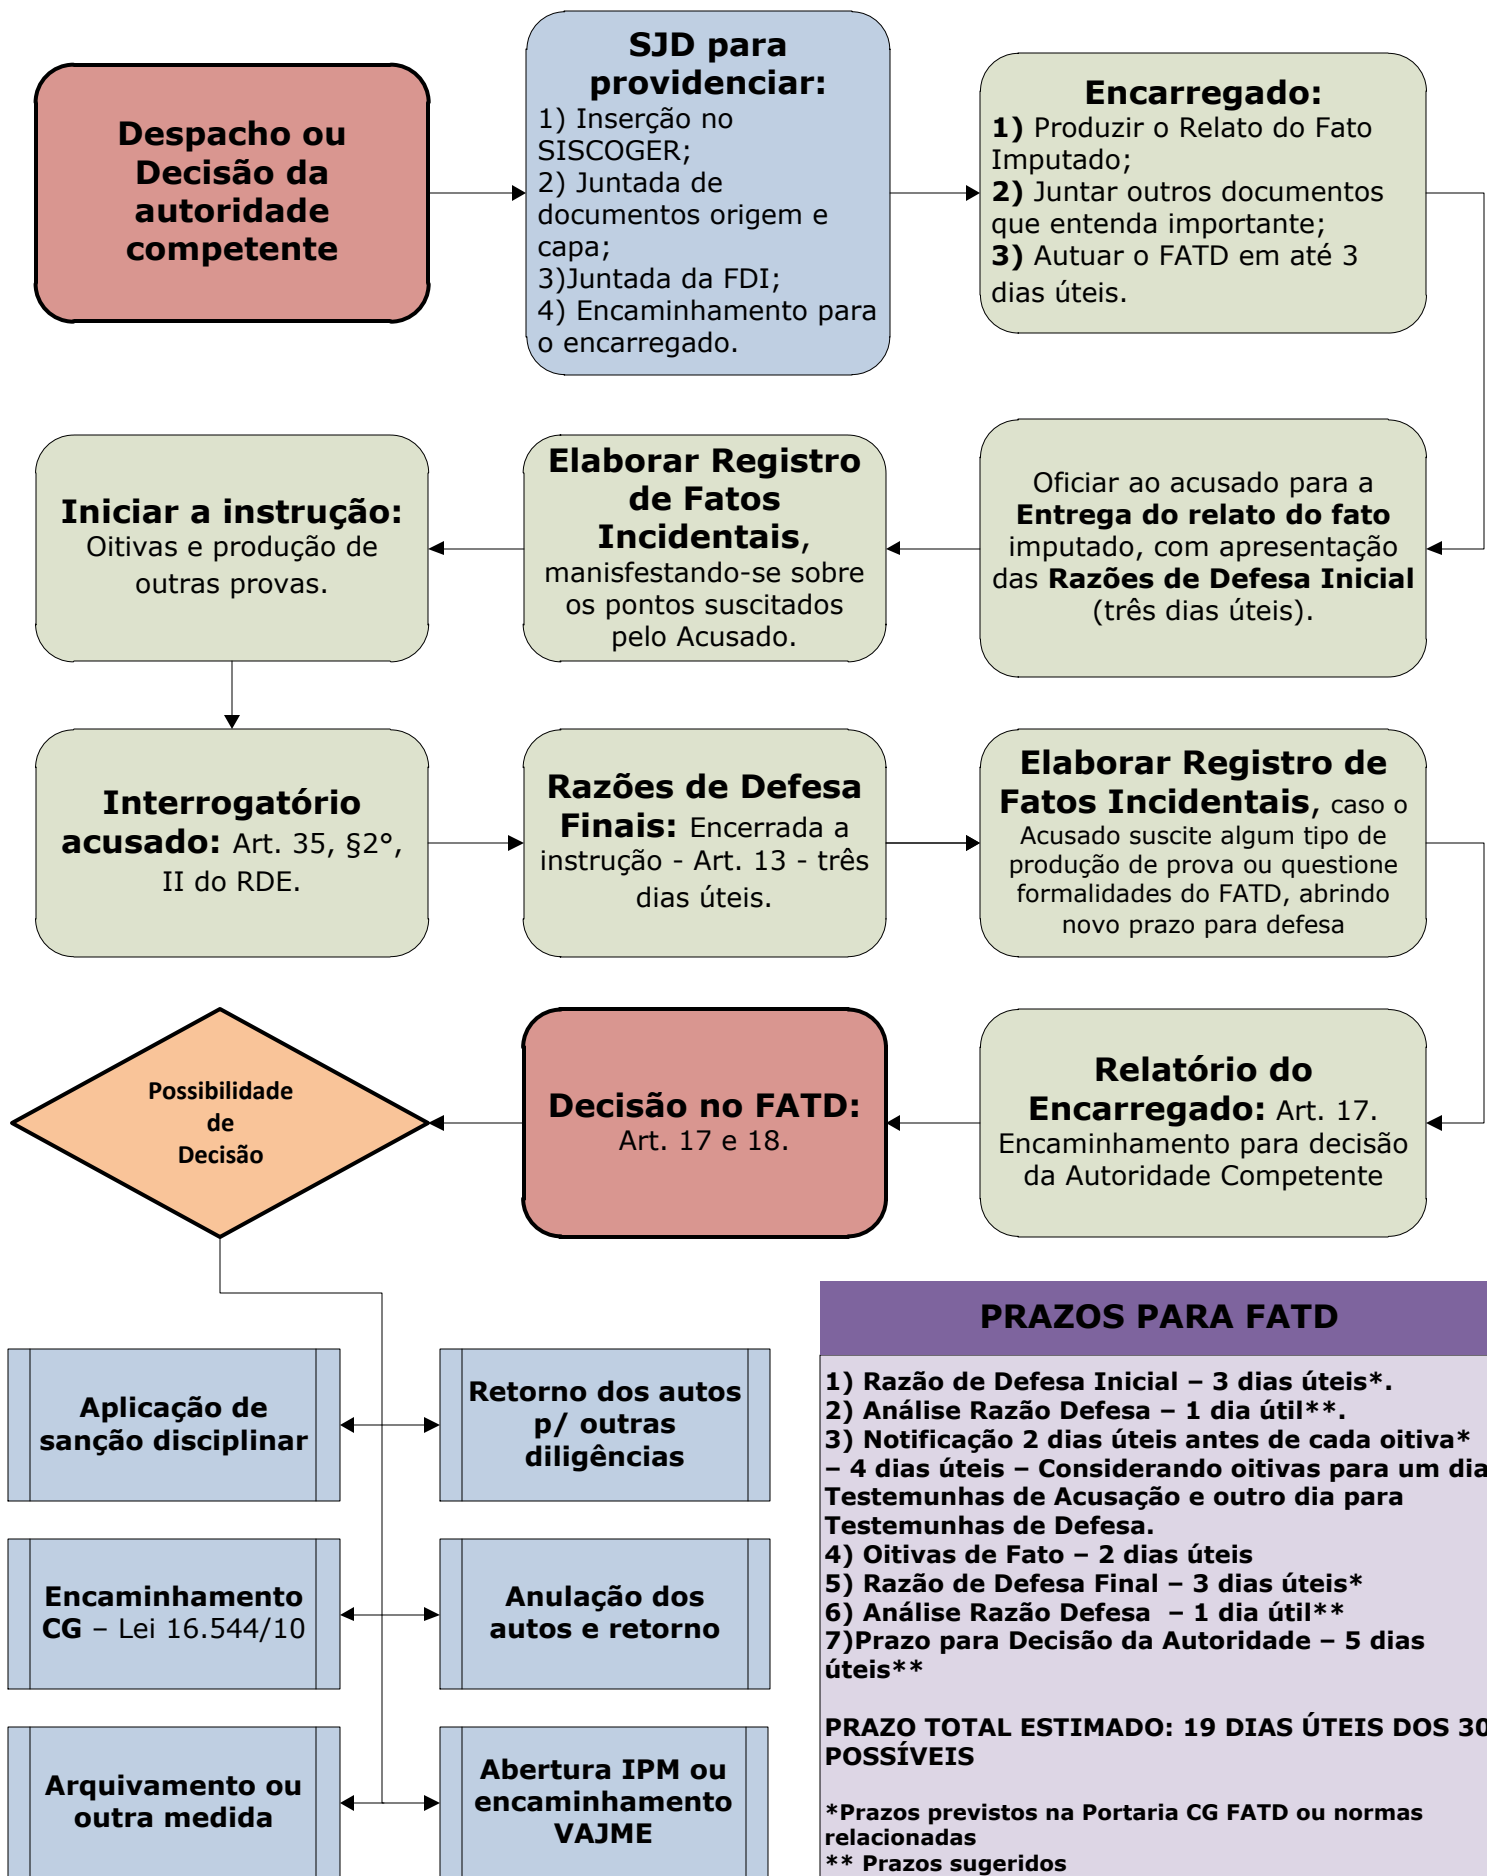 Despacho ou
Decisão da
autoridade
competente
SJD para
providenciar:
1) Inserção no
SISCOGER;
2) Juntada de
documentos origem e
capa;
3)Juntada da FDI;
4) Encaminhamento para
o encarregado.
Encarregado:
1) Produzir o Relato do Fato
Imputado;
2) Juntar outros documentos
que entenda importante;
3) Autuar o FATD em até 3
dias úteis.
Oficiar ao acusado para a
Entrega do relato do fato
imputado, com apresentação
das Razões de Defesa Inicial
(três dias úteis).
Elaborar Registro
de Fatos
Incidentais,
manisfestando-se sobre
os pontos suscitados
pelo Acusado.
Iniciar a instrução:
Oitivas e produção de
outras provas.
Interrogatório
acusado: Art. 35, §2°,
II do RDE.
Razões de Defesa
Finais: Encerrada a
instrução - Art. 13 - três
dias úteis.
Elaborar Registro de
Fatos Incidentais, caso o
Acusado suscite algum tipo de
produção de prova ou questione
formalidades do FATD, abrindo
novo prazo para defesa
Relatório do
Encarregado: Art. 17.
Encaminhamento para decisão
da Autoridade Competente
Decisão no FATD:
Art. 17 e 18.
Possibilidade
de
Decisão
Aplicação de
sanção disciplinar
Retorno dos autos
p/ outras
diligências
Encaminhamento
CG – Lei 16.544/10
Anulação dos
autos e retorno
Arquivamento ou
outra medida
Abertura IPM ou
encaminhamento
VAJME
PRAZOS PARA FATD
1) Razão de Defesa Inicial – 3 dias úteis*.
2) Análise Razão Defesa – 1 dia útil**.
3) Notificação 2 dias úteis antes de cada oitiva*
– 4 dias úteis – Considerando oitivas para um dia
Testemunhas de Acusação e outro dia para
Testemunhas de Defesa.
4) Oitivas de Fato – 2 dias úteis
5) Razão de Defesa Final – 3 dias úteis*
6) Análise Razão Defesa – 1 dia útil**
7)Prazo para Decisão da Autoridade – 5 dias
úteis**
PRAZO TOTAL ESTIMADO: 19 DIAS ÚTEIS DOS 30
POSSÍVEIS
*Prazos previstos na Portaria CG FATD ou normas
relacionadas
** Prazos sugeridos